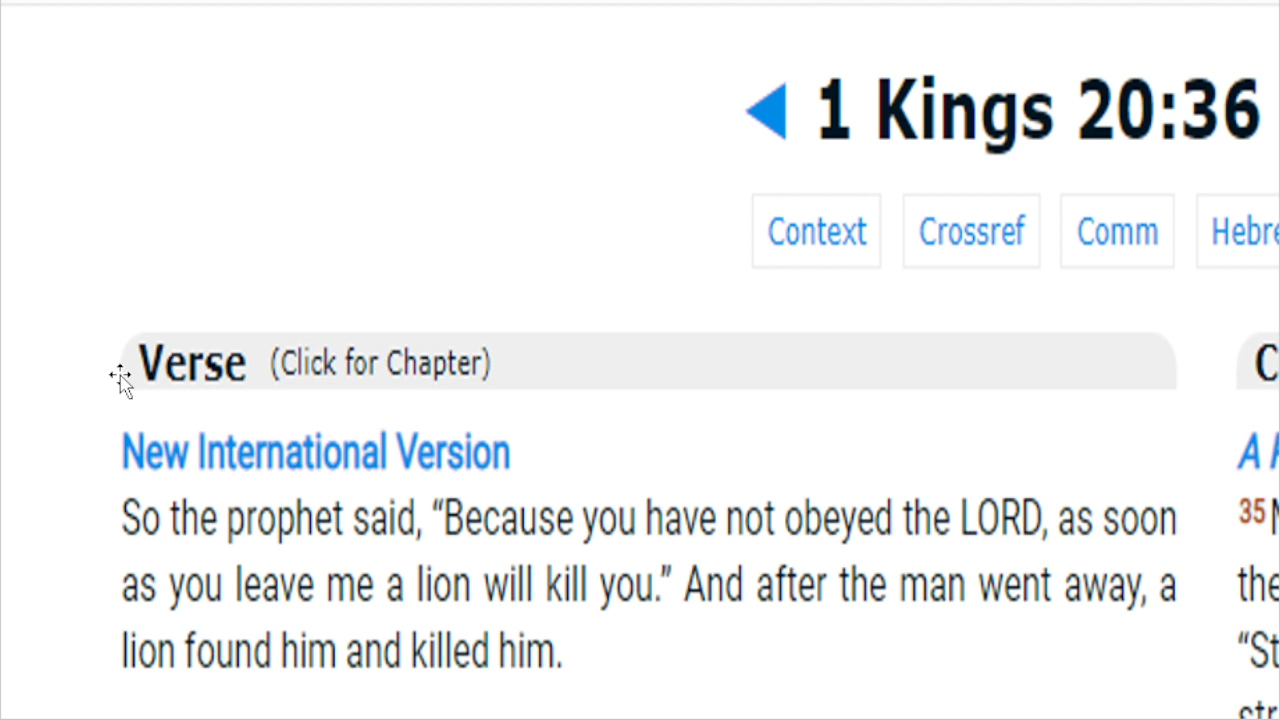 1 Kings 20:36
Context Crossref Comm
Verse (Click for Chapter)
New International Version
So the prophet said, “Because you have not obeyed the LORD, as soon
as you leave me a lion will kill you.” And after the man went away, a
lion found him and killed him.
35